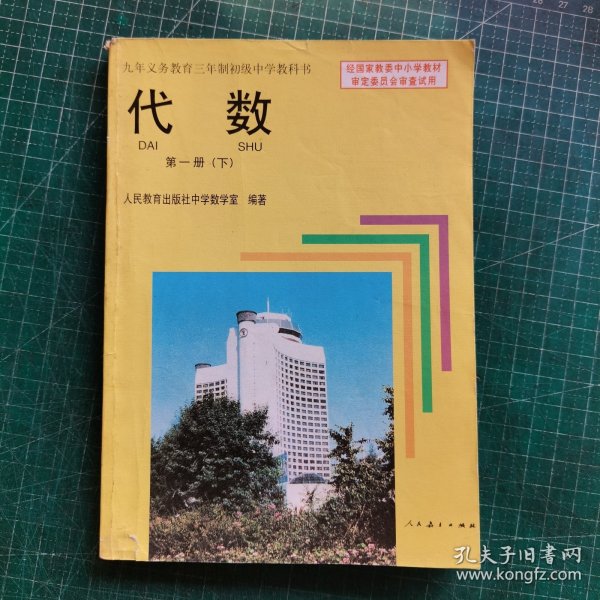 九年义务教育三年制初级中学教科书
经国家教委中小学教材
审定委员会审查试用
代 数
DAI SHU
第一册（下）
人民教育出版社中学数学室 编著
人民教育出版社
孔夫子旧书网
www.kongfz.com
26 27 28